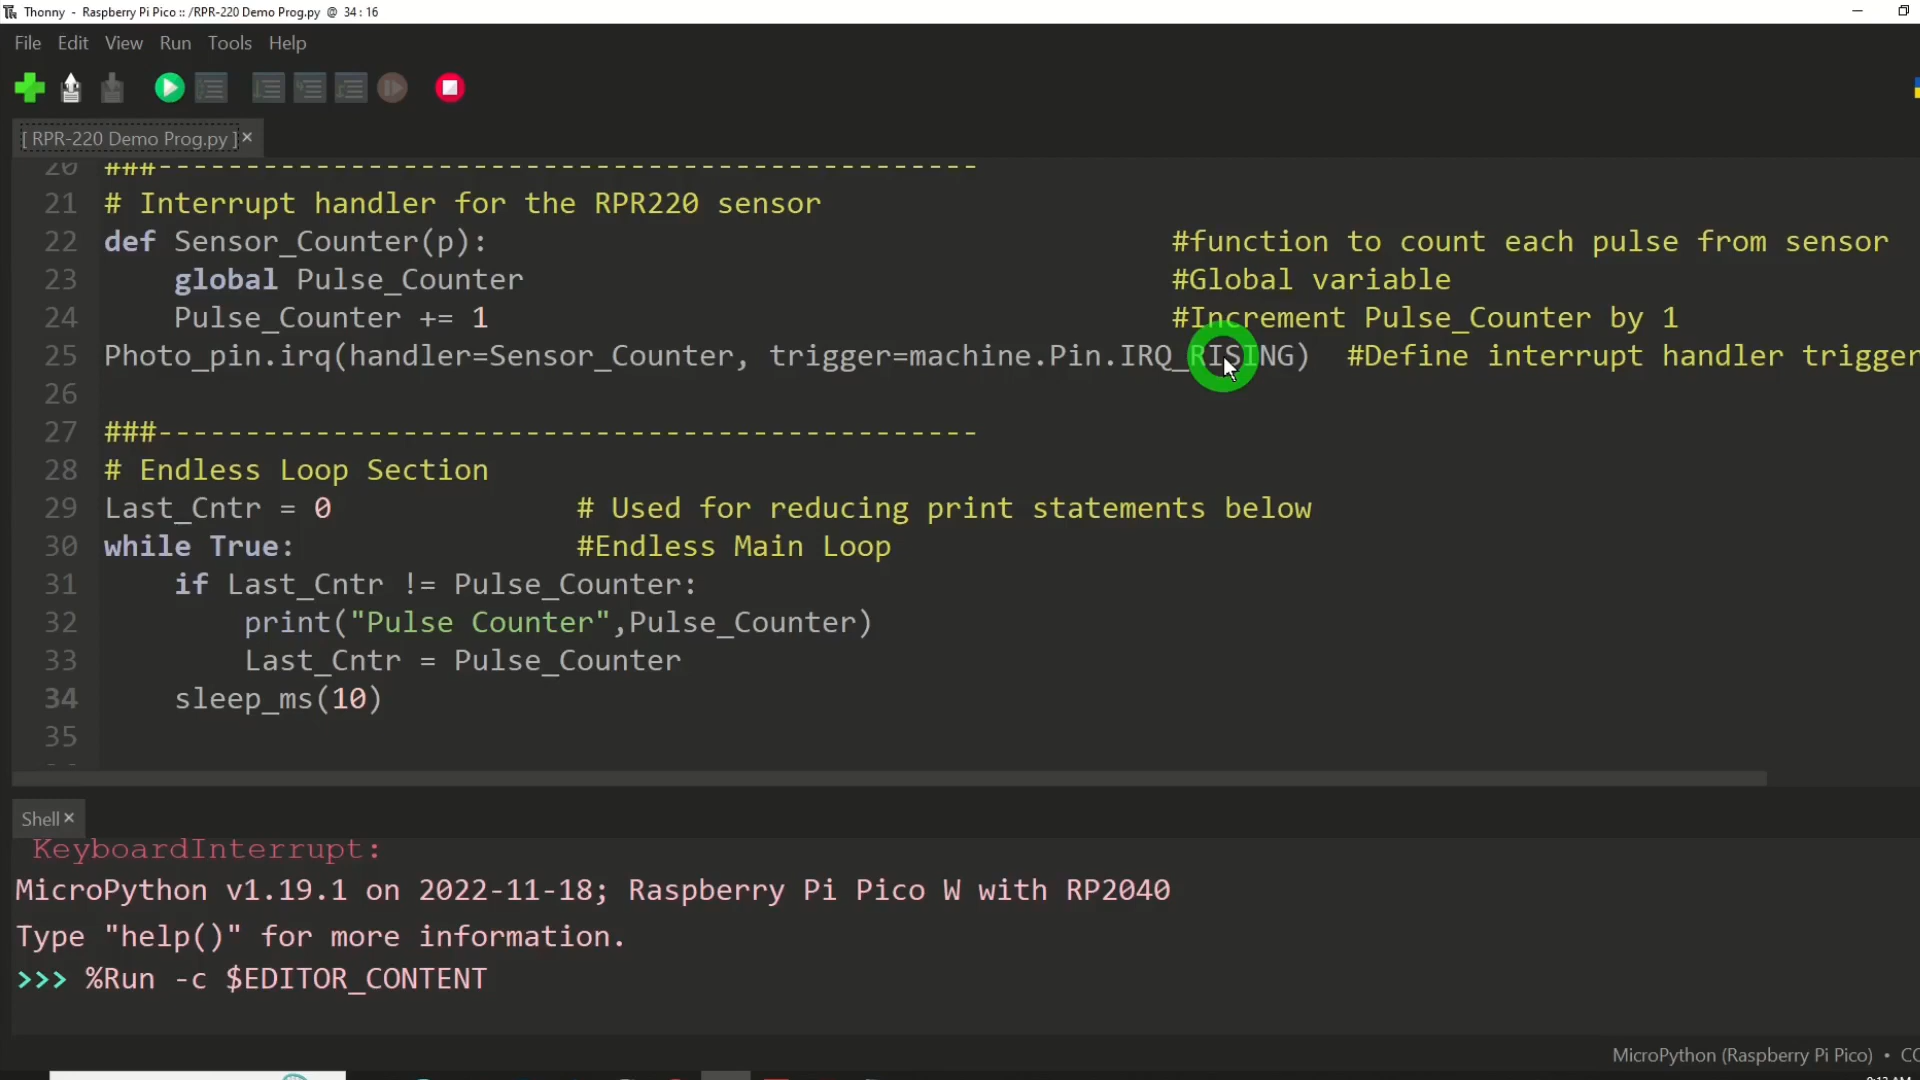 Thonny - Raspberry Pi Pico :: /RPR-220 Demo Prog.py @ 34 : 16
File Edit View Run Tools Help
[ RPR-220 Demo Prog.py ] ×
20 ###-----------------------------------------------
21 # Interrupt handler for the RPR220 sensor
22 def Sensor_Counter(p): #function to count each pulse from sensor
23 global Pulse_Counter #Global variable
24 Pulse_Counter += 1 #Increment Pulse_Counter by 1
25 Photo_pin.irq(handler=Sensor_Counter, trigger=machine.Pin.IRQ_RISING) #Define interrupt handler trigger
26
27 ###-----------------------------------------------
28 # Endless Loop Section
29 Last_Cntr = 0 # Used for reducing print statements below
30 while True: #Endless Main Loop
31 if Last_Cntr != Pulse_Counter:
32 print("Pulse Counter",Pulse_Counter)
33 Last_Cntr = Pulse_Counter
34 sleep_ms(10)
35
Shell ×
KeyboardInterrupt:
MicroPython v1.19.1 on 2022-11-18; Raspberry Pi Pico W with RP2040
Type "help()" for more information.
>>> %Run -c $EDITOR_CONTENT
MicroPython (Raspberry Pi Pico) •